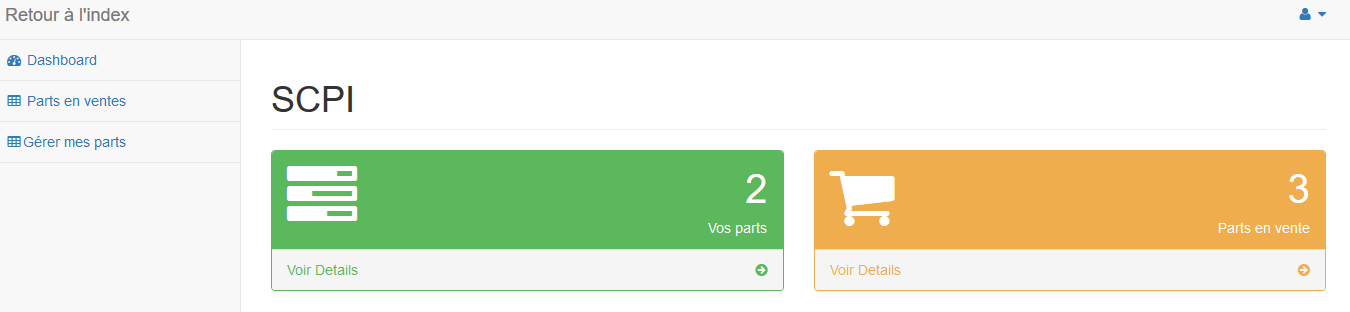 Retour à l'index
Dashboard
Parts en ventes
Gérer mes parts
SCPI
2
Vos parts
Voir Details
3
Parts en vente
Voir Details